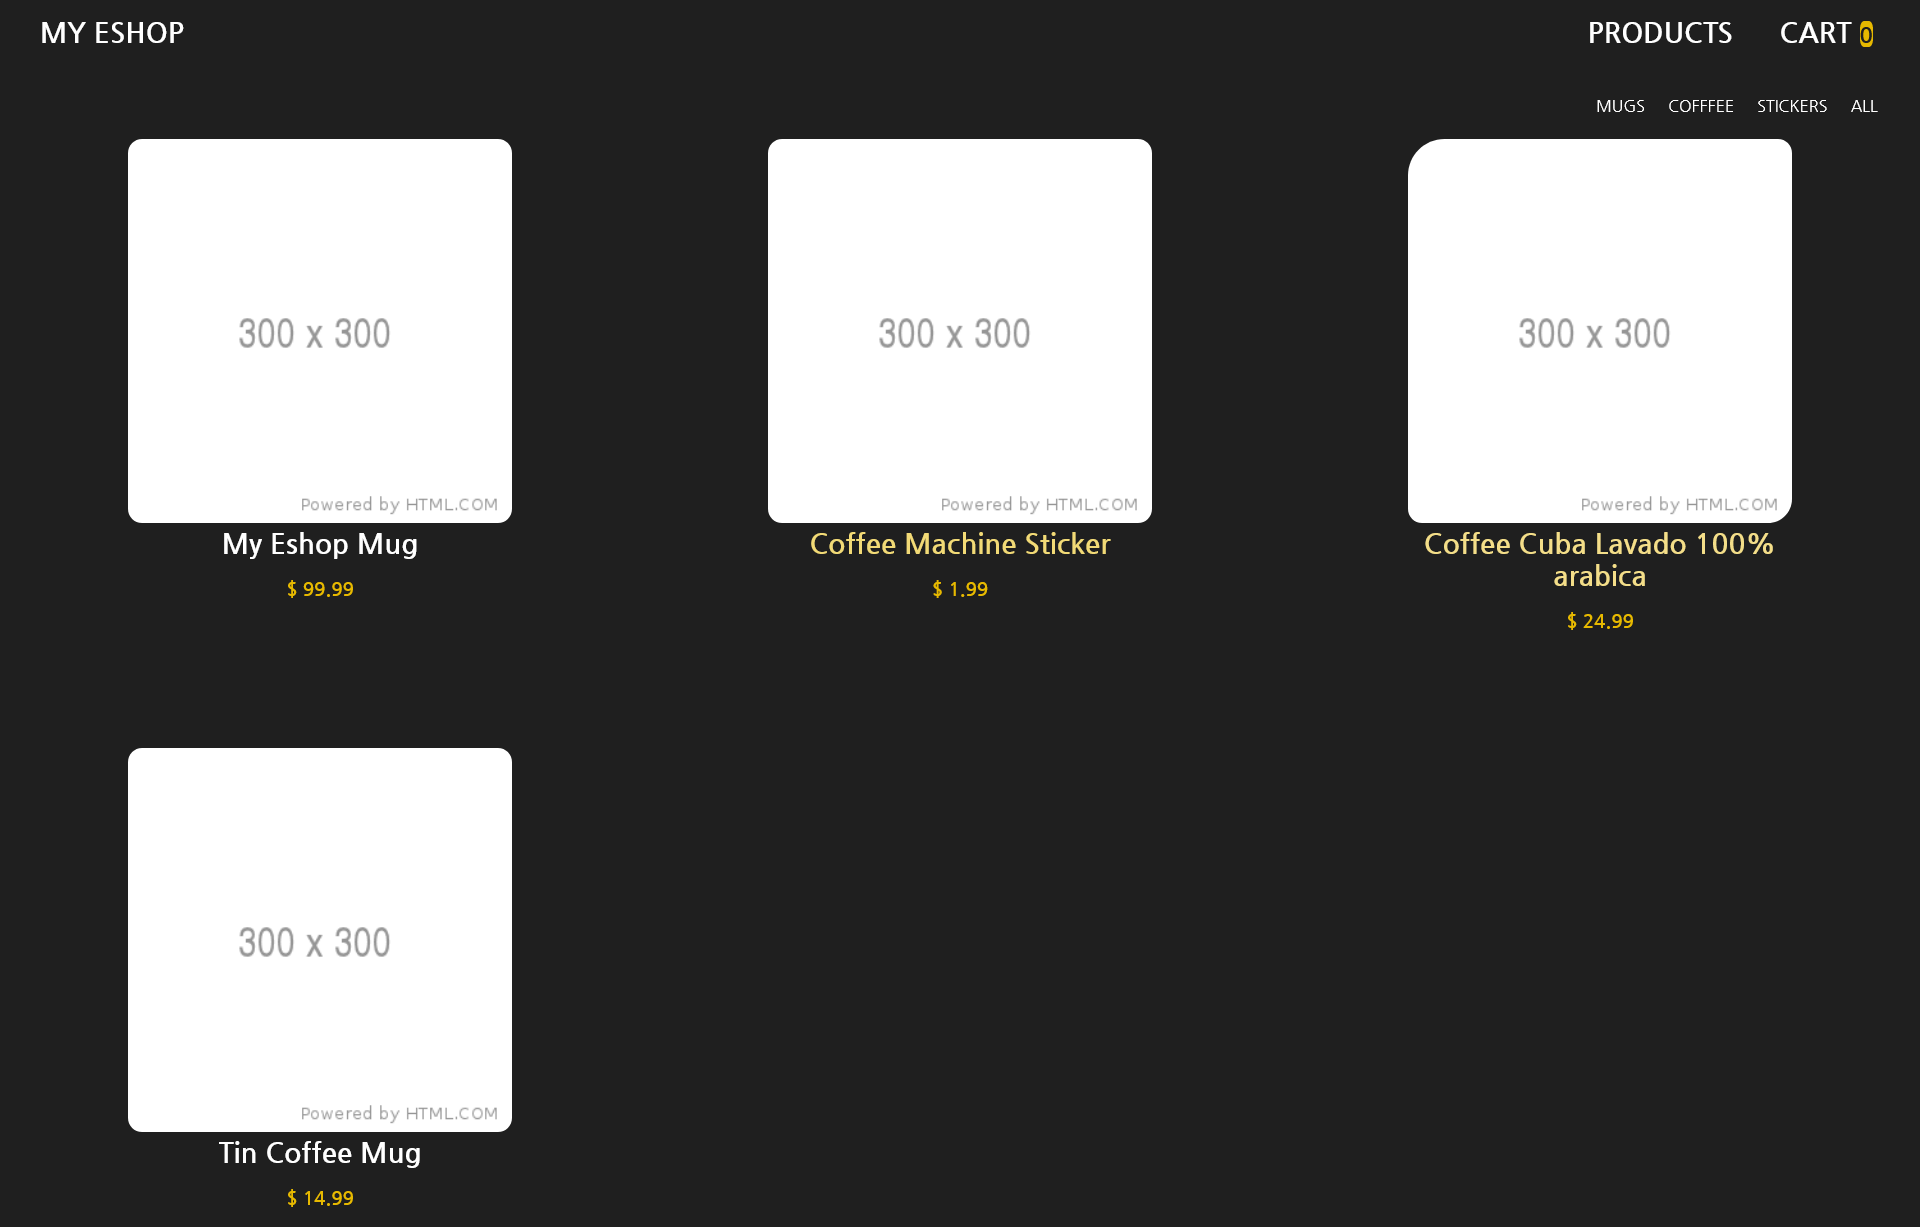 MY ESHOP
PRODUCTS
CART 0
MUGS
COFFFEE
STICKERS
ALL
300 x 300
Powered by HTML.COM
My Eshop Mug
$ 99.99
300 x 300
Powered by HTML.COM
Coffee Machine Sticker
$ 1.99
300 x 300
Powered by HTML.COM
Coffee Cuba Lavado 100%
arabica
$ 24.99
300 x 300
Powered by HTML.COM
Tin Coffee Mug
$ 14.99